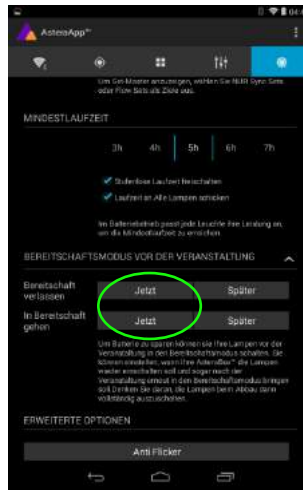 AsteraApp™
Um Set-Master anzuzeigen, wählen Sie NUR Sync Sets
oder Flow Sets als Ziele aus.
MINDESTLAUFZEIT
3h 4h 5h 6h 7h
Stufenlose Laufzeit freischalten
Laufzeit an Alle Lampen schicken
Im Batteriebetrieb passt jede Leuchte ihre Leistung an,
um die Mindestlaufzeit zu erreichen.
BEREITSCHAFTSMODUS VOR DER VERANSTALTUNG
Bereitschaft
verlassen
Jetzt Später
In Bereitschaft
gehen
Jetzt Später
Um Batterie zu sparen können sie Ihre Lampen vor der
Veranstaltung in den Bereitschaftsmodus schalten. Sie
können einstellen, wann Ihre AsteraBox™ die Lampen
wieder einschalten soll und sogar nach der
Veranstaltung erneut in den Bereitschaftsmodus bringen
soll. Denken Sie daran, die Lampen beim Abbau dann
vollständig auszuschalten.
ERWEITERTE OPTIONEN
Anti Flicker